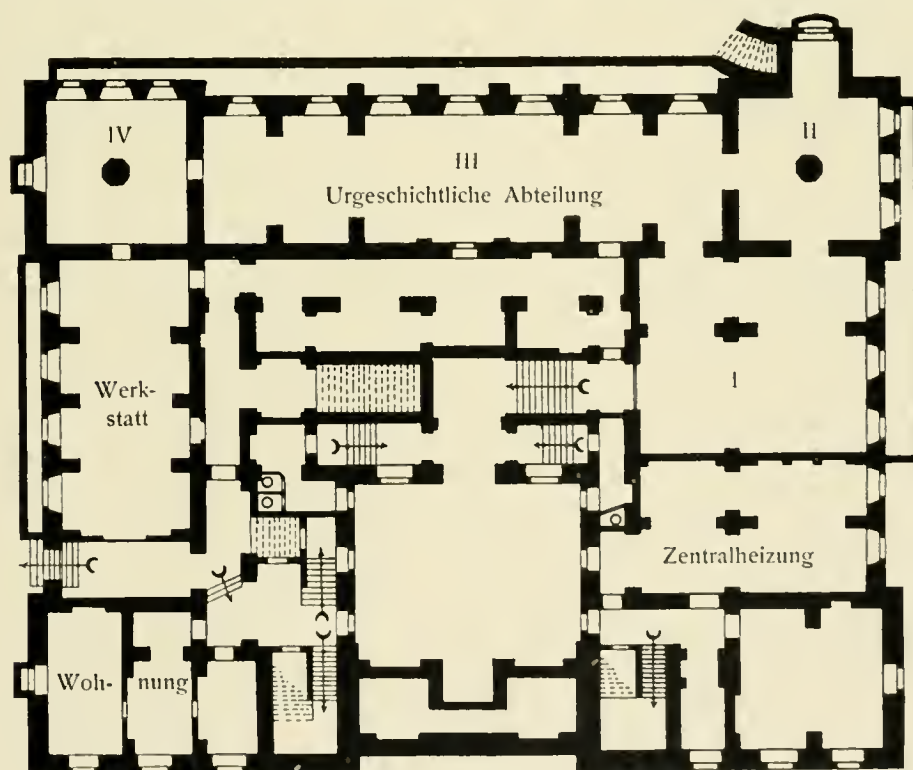 IV
II
III
Urgeschichtliche Abteilung
Werk-
statt
I
Zentralheizung
Woh-
nung